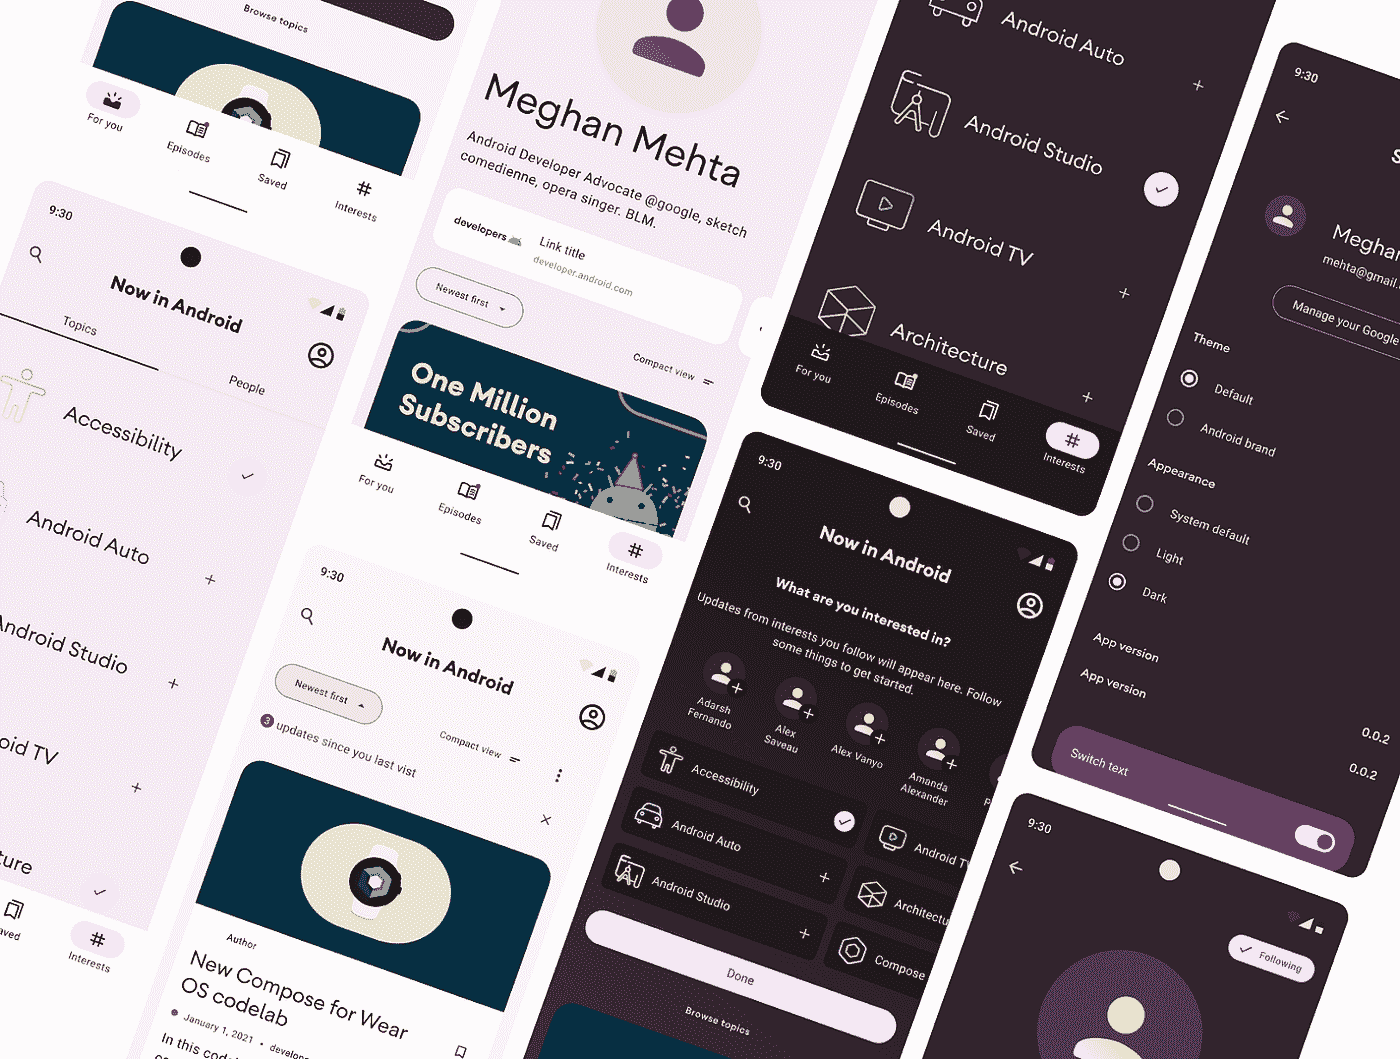 Browse topics
For you
Episodes
Saved
Interests
9:30
Now in Android
Topics
People
Accessibility
Android Auto
Android Studio
TV
Interests
Meghan Mehta
Android Developer Advocate @google, sketch
comedienne, opera singer. BLM.
developers
Link title
developer.android.com
Newest first
Compact view
One Million
Subscribers
For you
Episodes
Saved
Interests
9:30
Now in Android
Newest first
Compact view
3 updates since you last vist
Author
New Compose for Wear
OS codelab
January 1, 2021 •
In this
Android Auto
Android Studio
Android TV
Architecture
For you
Episodes
Saved
Interests
9:30
Now in Android
What are you interested in?
Updates from interests you follow will appear here. Follow
some things to get started.
Adarsh
Fernando
Alex
Saveau
Alex Vanyo
Amanda
Alexander
Accessibility
Android Auto
Android Studio
Android
Compose
Done
Browse topics
9:30
mehta@gmail.
Manage your Google
Theme
Default
Android brand
Appearance
System default
Light
Dark
App version
0.0.2
App version
0.0.2
Switch text
9:30
Following